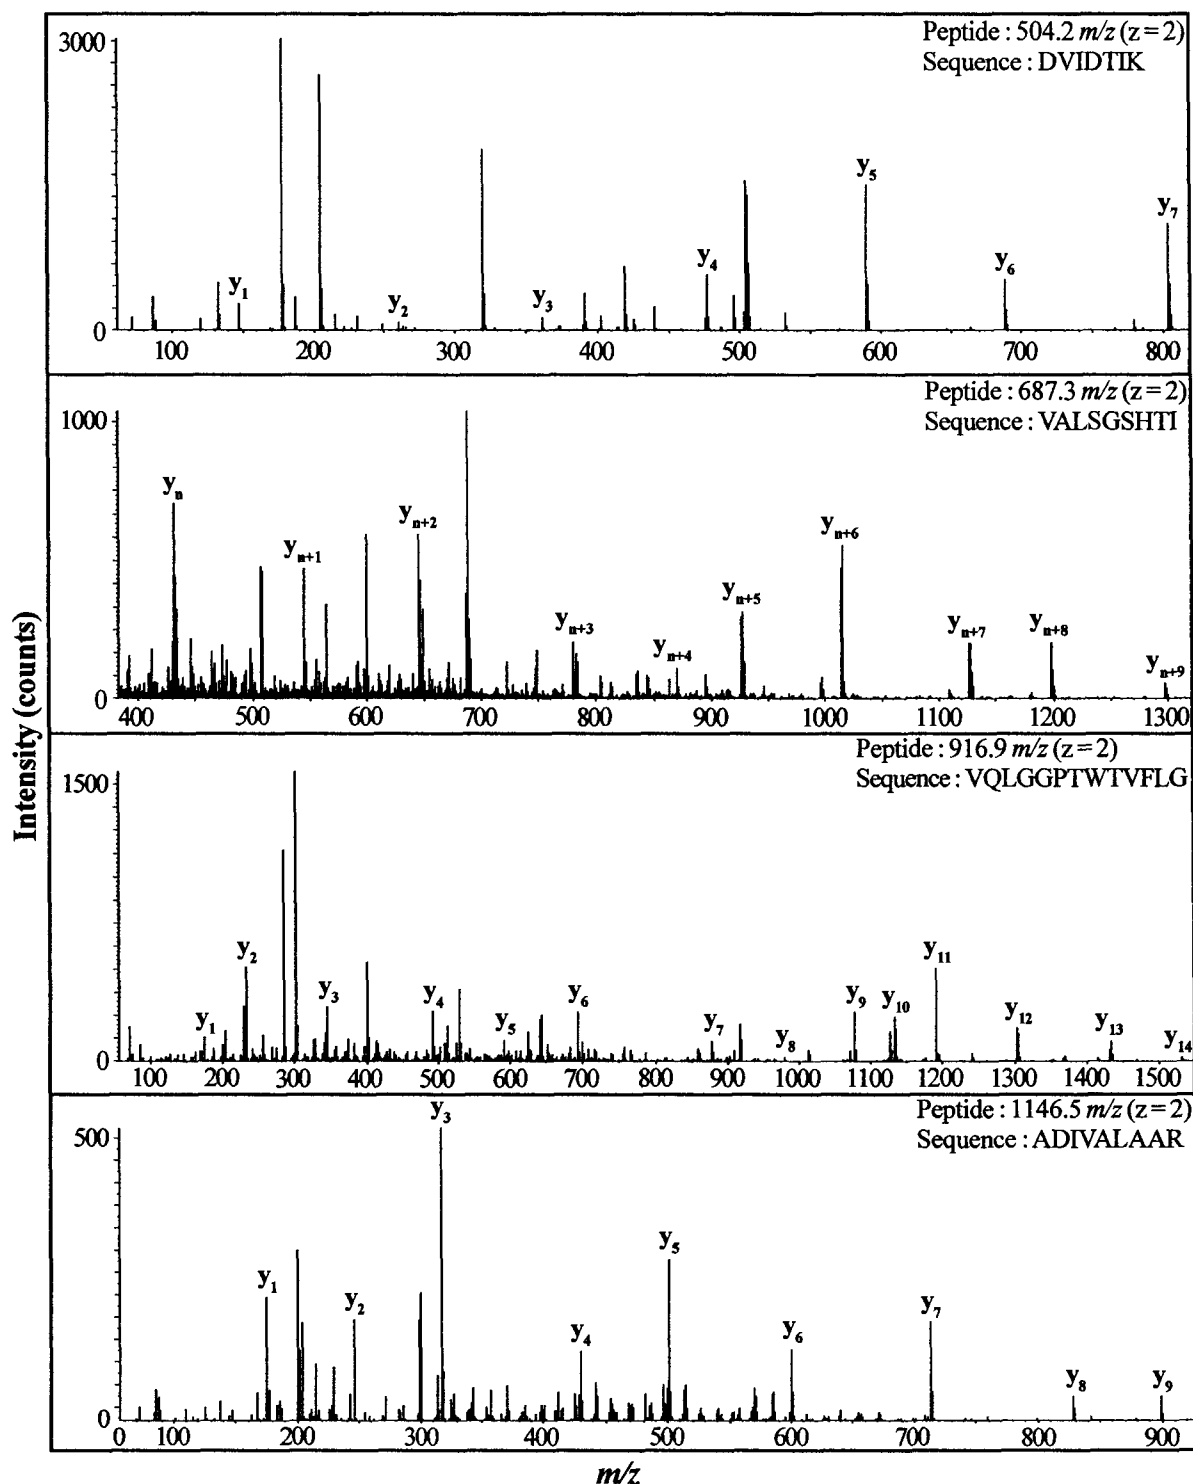 3000
Peptide : 504.2 m/z (z = 2)
Sequence : DVIDTIK
y1 y2 y3 y4 y5 y6 y7
0
100 200 300 400 500 600 700 800
1000
Peptide : 687.3 m/z (z = 2)
Sequence : VALSGSHTI
yn yn+1 yn+2 yn+3 yn+4 yn+5 yn+6 yn+7 yn+8 yn+9
0
400 500 600 700 800 900 1000 1100 1200 1300
Intensity (counts)
1500
Peptide : 916.9 m/z (z = 2)
Sequence : VQLGGPTWTVFLG
y1 y2 y3 y4 y5 y6 y7 y8 y9 y10 y11 y12 y13 y14
0
100 200 300 400 500 600 700 800 900 1000 1100 1200 1300 1400 1500
500
Peptide : 1146.5 m/z (z = 2)
Sequence : ADIVALAAR
y1 y2 y3 y4 y5 y6 y7 y8 y9
0
0 100 200 300 400 500 600 700 800 900
m/z